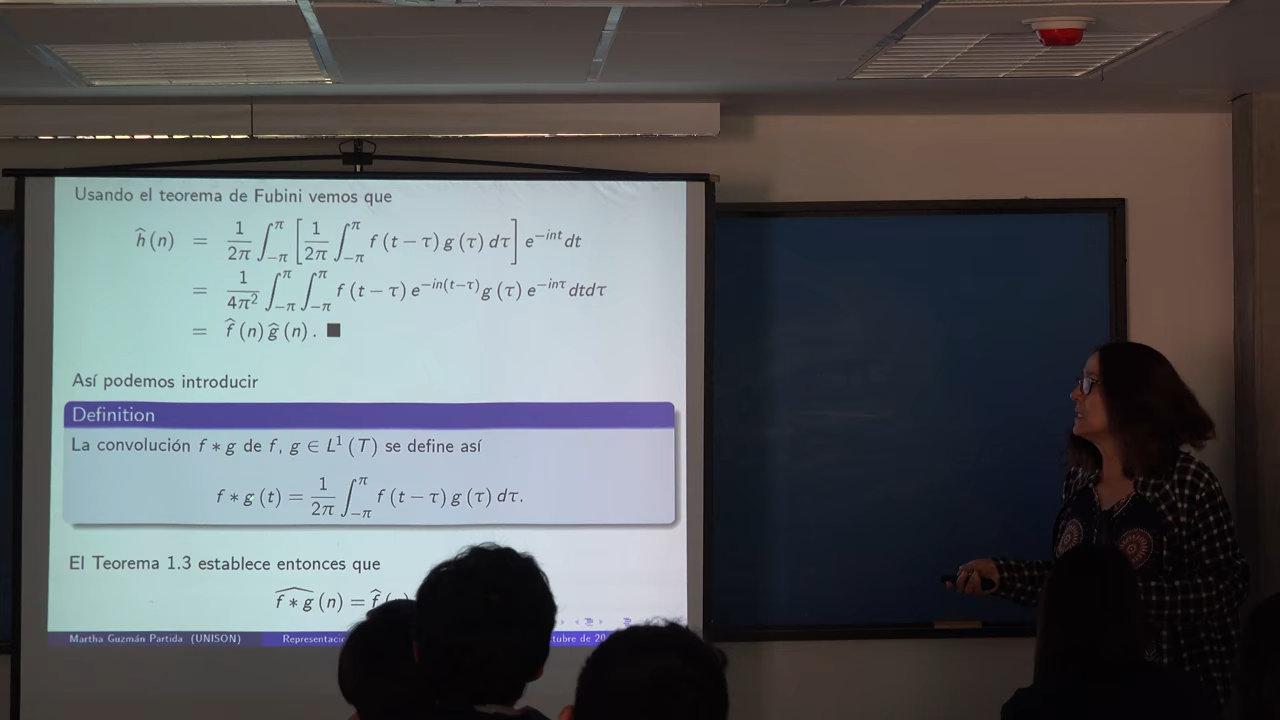 Usando el teorema de Fubini vemos que
ĥ(n) = 1/2π ∫_{-π}^{π} [1/2π ∫_{-π}^{π} f(t − τ) g(τ) dτ] e^{-int} dt
= 1/4π² ∫_{-π}^{π} ∫_{-π}^{π} f(t − τ) e^{-in(t−τ)} g(τ) e^{-inτ} dtdτ
= f̂(n) ĝ(n). ■
Así podemos introducir
Definition
La convolución f ∗ g de f, g ∈ L¹(T) se define así
f ∗ g(t) = 1/2π ∫_{-π}^{π} f(t − τ) g(τ) dτ.
El Teorema 1.3 establece entonces que
\widehat{f ∗ g}(n) = f̂(
Martha Guzmán Partida (UNISON)